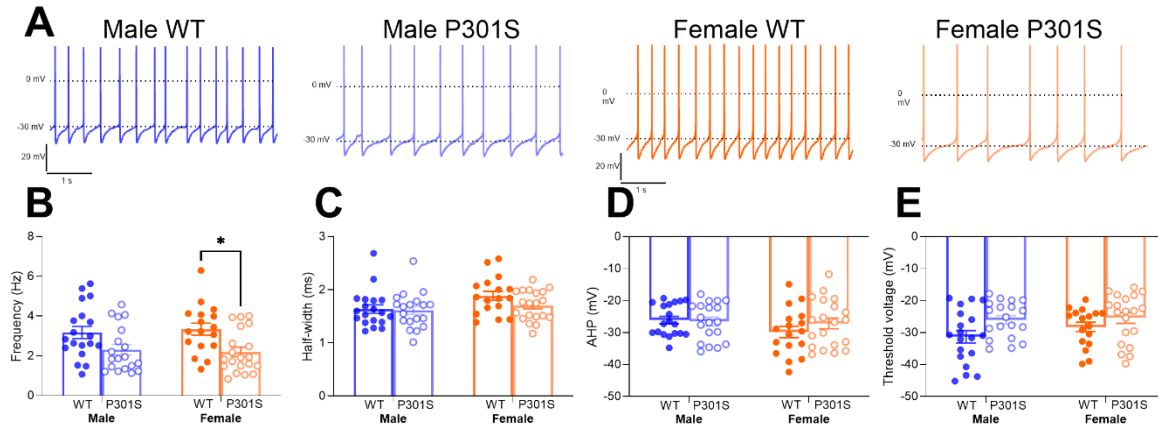 A
Male WT
Male P301S
Female WT
Female P301S
0 mV
-30 mV
20 mV
1 s
0 mV
-30 mV
0
mV
-30 mV
20 mV
1 s
0
mV
-30 mV
B
Frequency (Hz)
8
6
4
2
0
*
WT P301S WT P301S
Male Female
C
Half-width (ms)
3
2
1
0
WT P301S WT P301S
Male Female
D
AHP (mV)
0
-10
-20
-30
-40
-50
WT P301S WT P301S
Male Female
E
Threshold voltage (mV)
0
-10
-20
-30
-40
-50
WT P301S WT P301S
Male Female